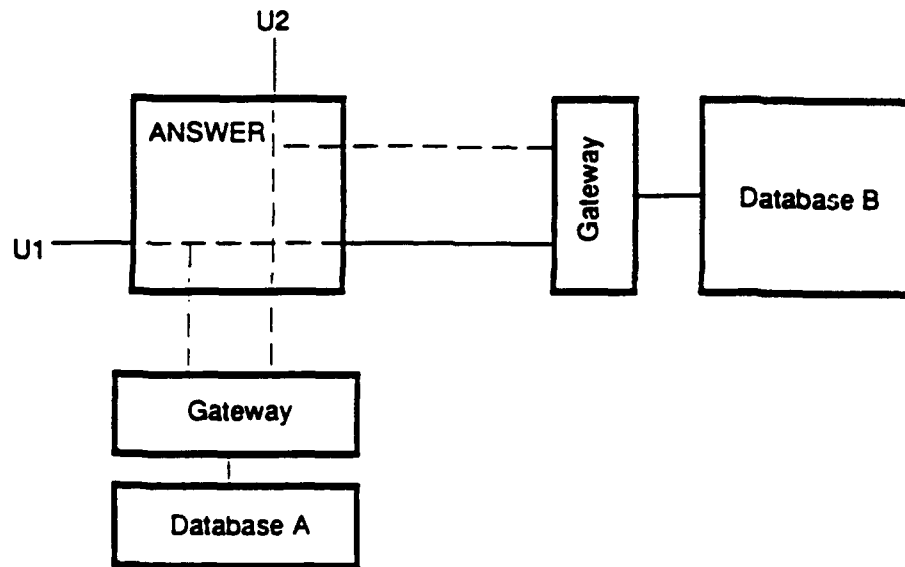 U2
ANSWER
Gateway
Database B
U1
Gateway
Database A